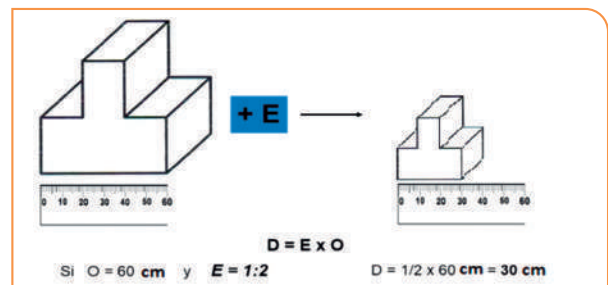 + E
0 10 20 30 40 50 60
0 10 20 30 40 50 60
D = E x O
Si O = 60 cm y E = 1:2
D = 1/2 x 60 cm = 30 cm